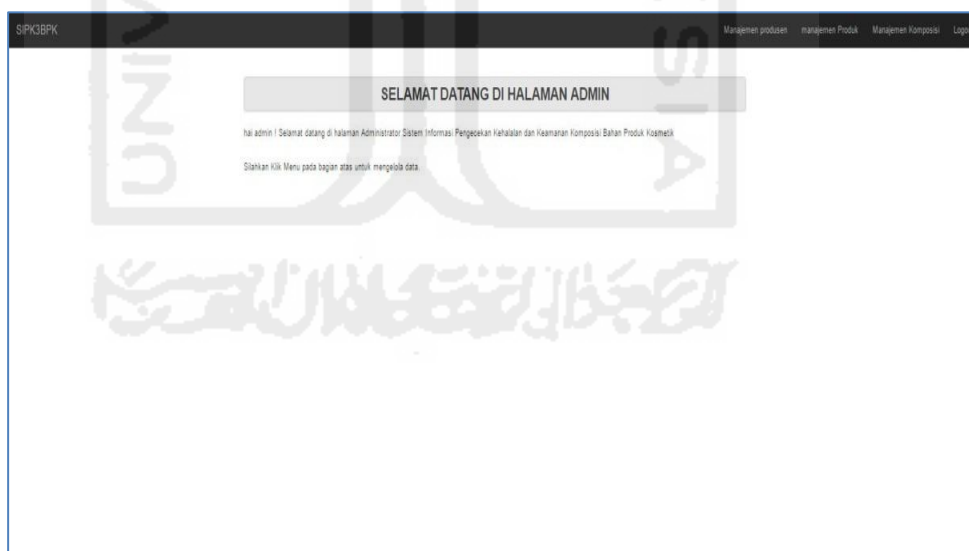 SIPK3BPK
Manajemen produsen manajemen Produk Manajemen Komposisi
SELAMAT DATANG DI HALAMAN ADMIN
hai admin ! Selamat datang di halaman Administrator Sistem Informasi Pengecekan Kehalalan dan Keamanan Komposisi Bahan Produk Kosmetik
Silahkan Klik Menu pada bagian atas untuk mengelola data.